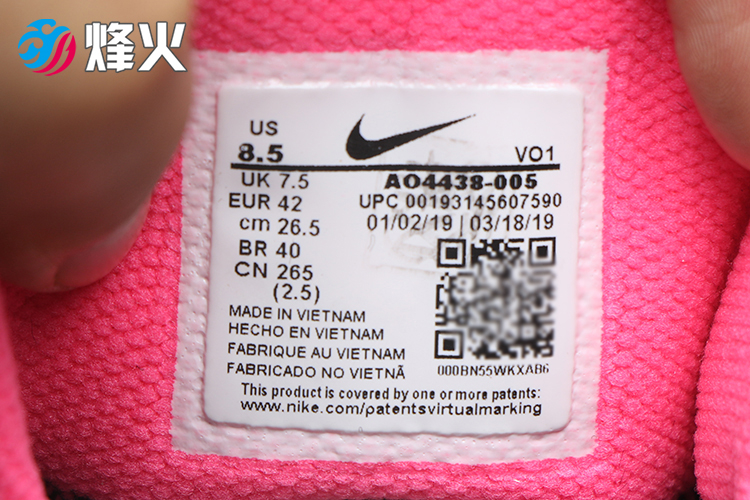 烽火
US
8.5
VO1
UK 7.5
AO4438-005
EUR 42
UPC 00193145607590
cm 26.5
01/02/19 | 03/18/19
BR 40
CN 265
(2.5)
MADE IN VIETNAM
HECHO EN VIETNAM
FABRIQUE AU VIETNAM
FABRICADO NO VIETNÃ
000BN55WKXAB6
This product is covered by one or more patents:
www.nike.com/patentsvirtualmarking